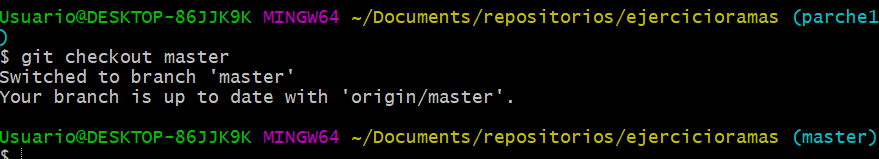 Usuario@DESKTOP-86JJK9K MINGW64 ~/Documents/repositorios/ejercicioramas (parche1
)
$ git checkout master
Switched to branch 'master'
Your branch is up to date with 'origin/master'.
Usuario@DESKTOP-86JJK9K MINGW64 ~/Documents/repositorios/ejercicioramas (master)
$